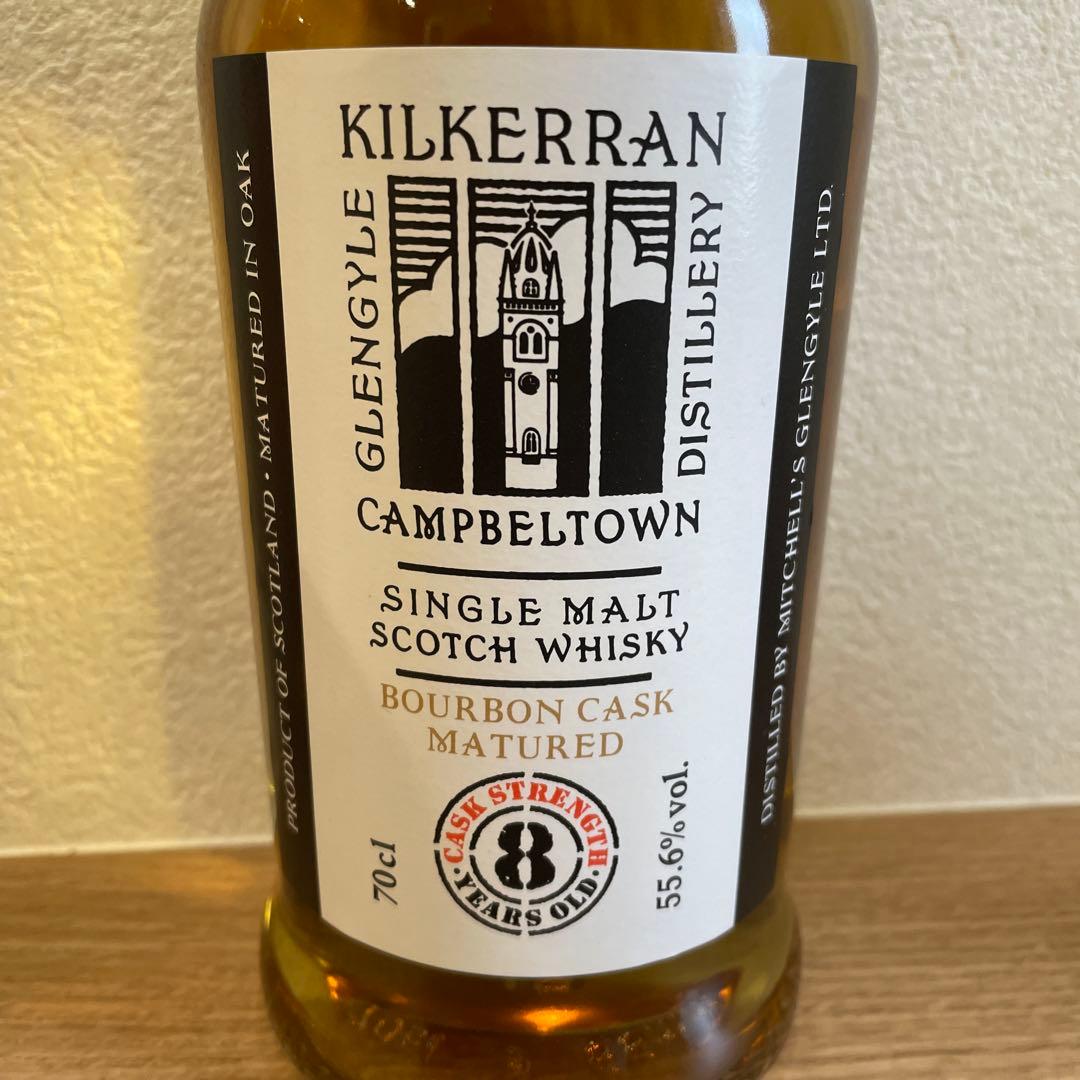 KILKERRAN
GLENGYLE
DISTILLERY
CAMPBELTOWN
SINGLE MALT
SCOTCH WHISKY
BOURBON CASK
MATURED
CASK STRENGTH
8
YEARS OLD
70cl
55.6%vol.
PRODUCT OF SCOTLAND • MATURED IN OAK
DISTILLED BY MITCHELL'S GLENGYLE LTD.